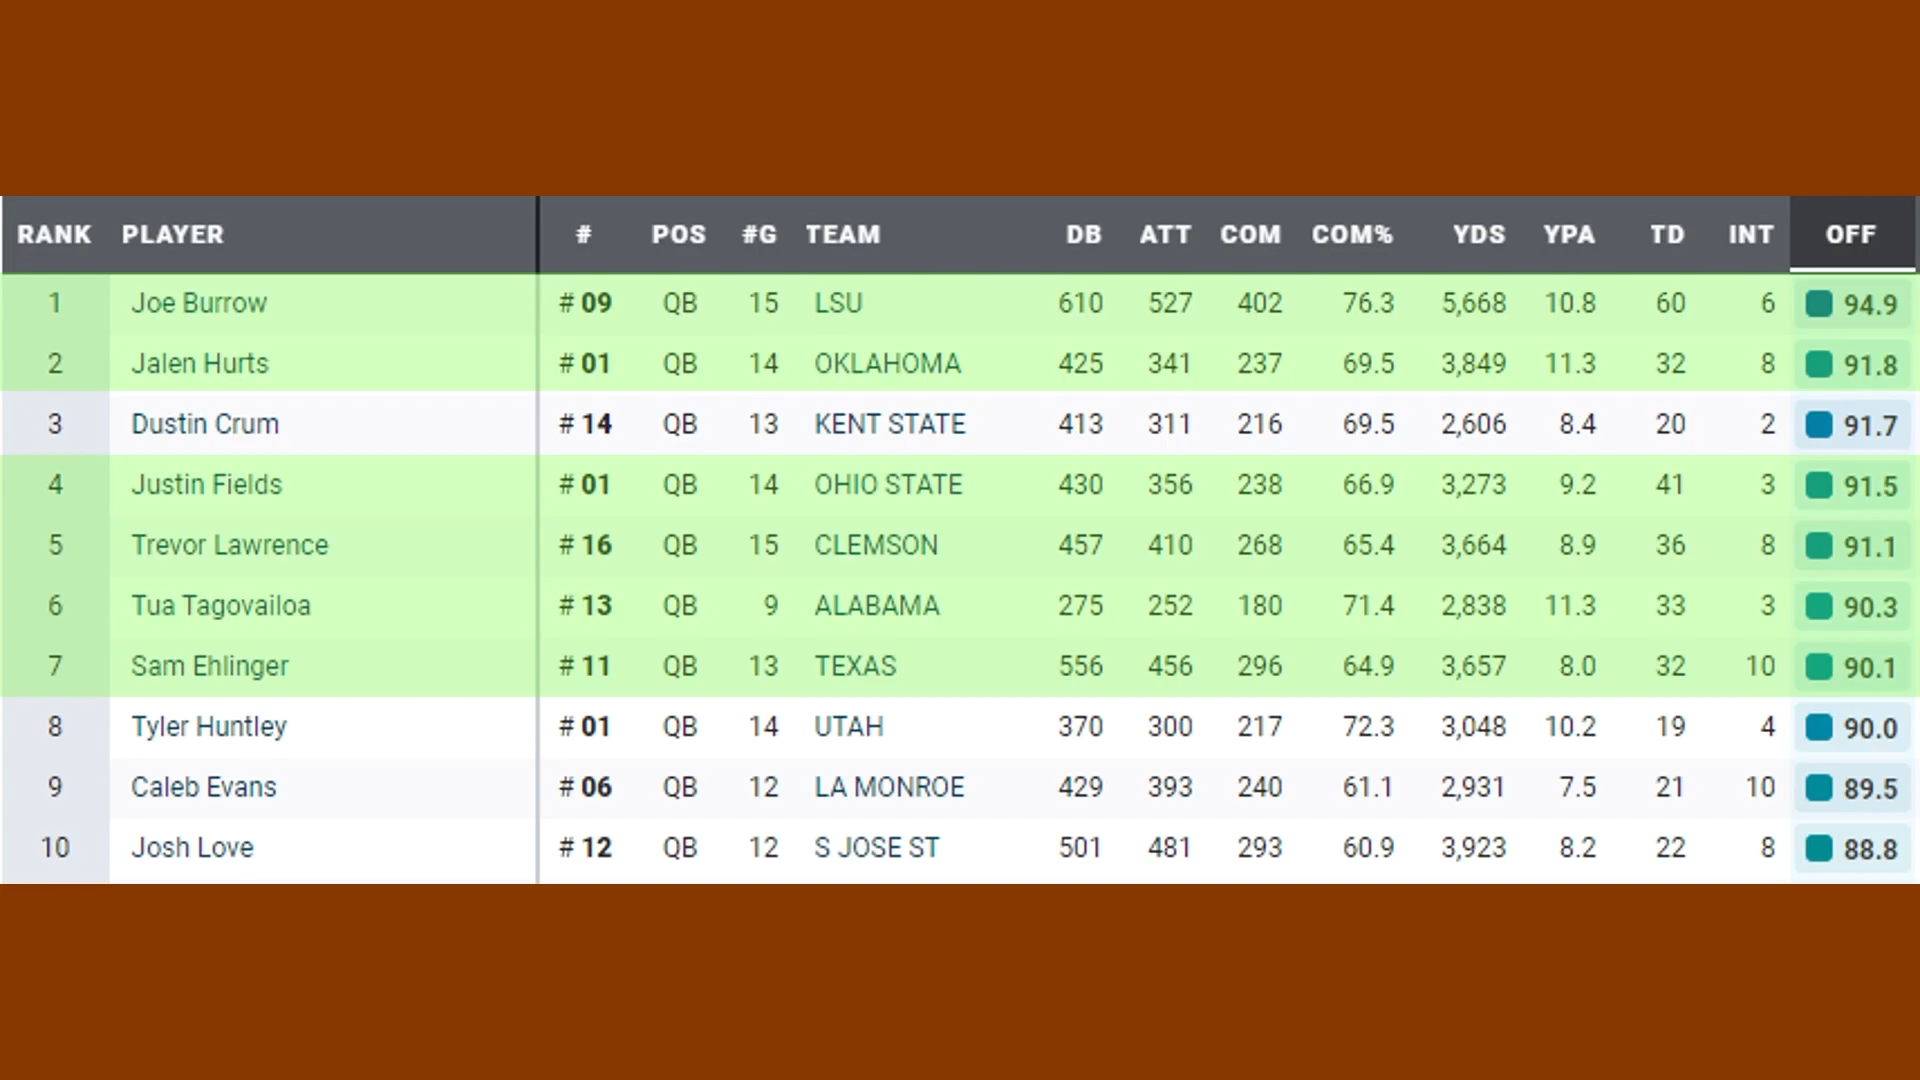 RANK PLAYER # POS #G TEAM DB ATT COM COM% YDS YPA TD INT OFF
1 Joe Burrow # 09 QB 15 LSU 610 527 402 76.3 5,668 10.8 60 6 94.9
2 Jalen Hurts # 01 QB 14 OKLAHOMA 425 341 237 69.5 3,849 11.3 32 8 91.8
3 Dustin Crum # 14 QB 13 KENT STATE 413 311 216 69.5 2,606 8.4 20 2 91.7
4 Justin Fields # 01 QB 14 OHIO STATE 430 356 238 66.9 3,273 9.2 41 3 91.5
5 Trevor Lawrence # 16 QB 15 CLEMSON 457 410 268 65.4 3,664 8.9 36 8 91.1
6 Tua Tagovailoa # 13 QB 9 ALABAMA 275 252 180 71.4 2,838 11.3 33 3 90.3
7 Sam Ehlinger # 11 QB 13 TEXAS 556 456 296 64.9 3,657 8.0 32 10 90.1
8 Tyler Huntley # 01 QB 14 UTAH 370 300 217 72.3 3,048 10.2 19 4 90.0
9 Caleb Evans # 06 QB 12 LA MONROE 429 393 240 61.1 2,931 7.5 21 10 89.5
10 Josh Love # 12 QB 12 S JOSE ST 501 481 293 60.9 3,923 8.2 22 8 88.8